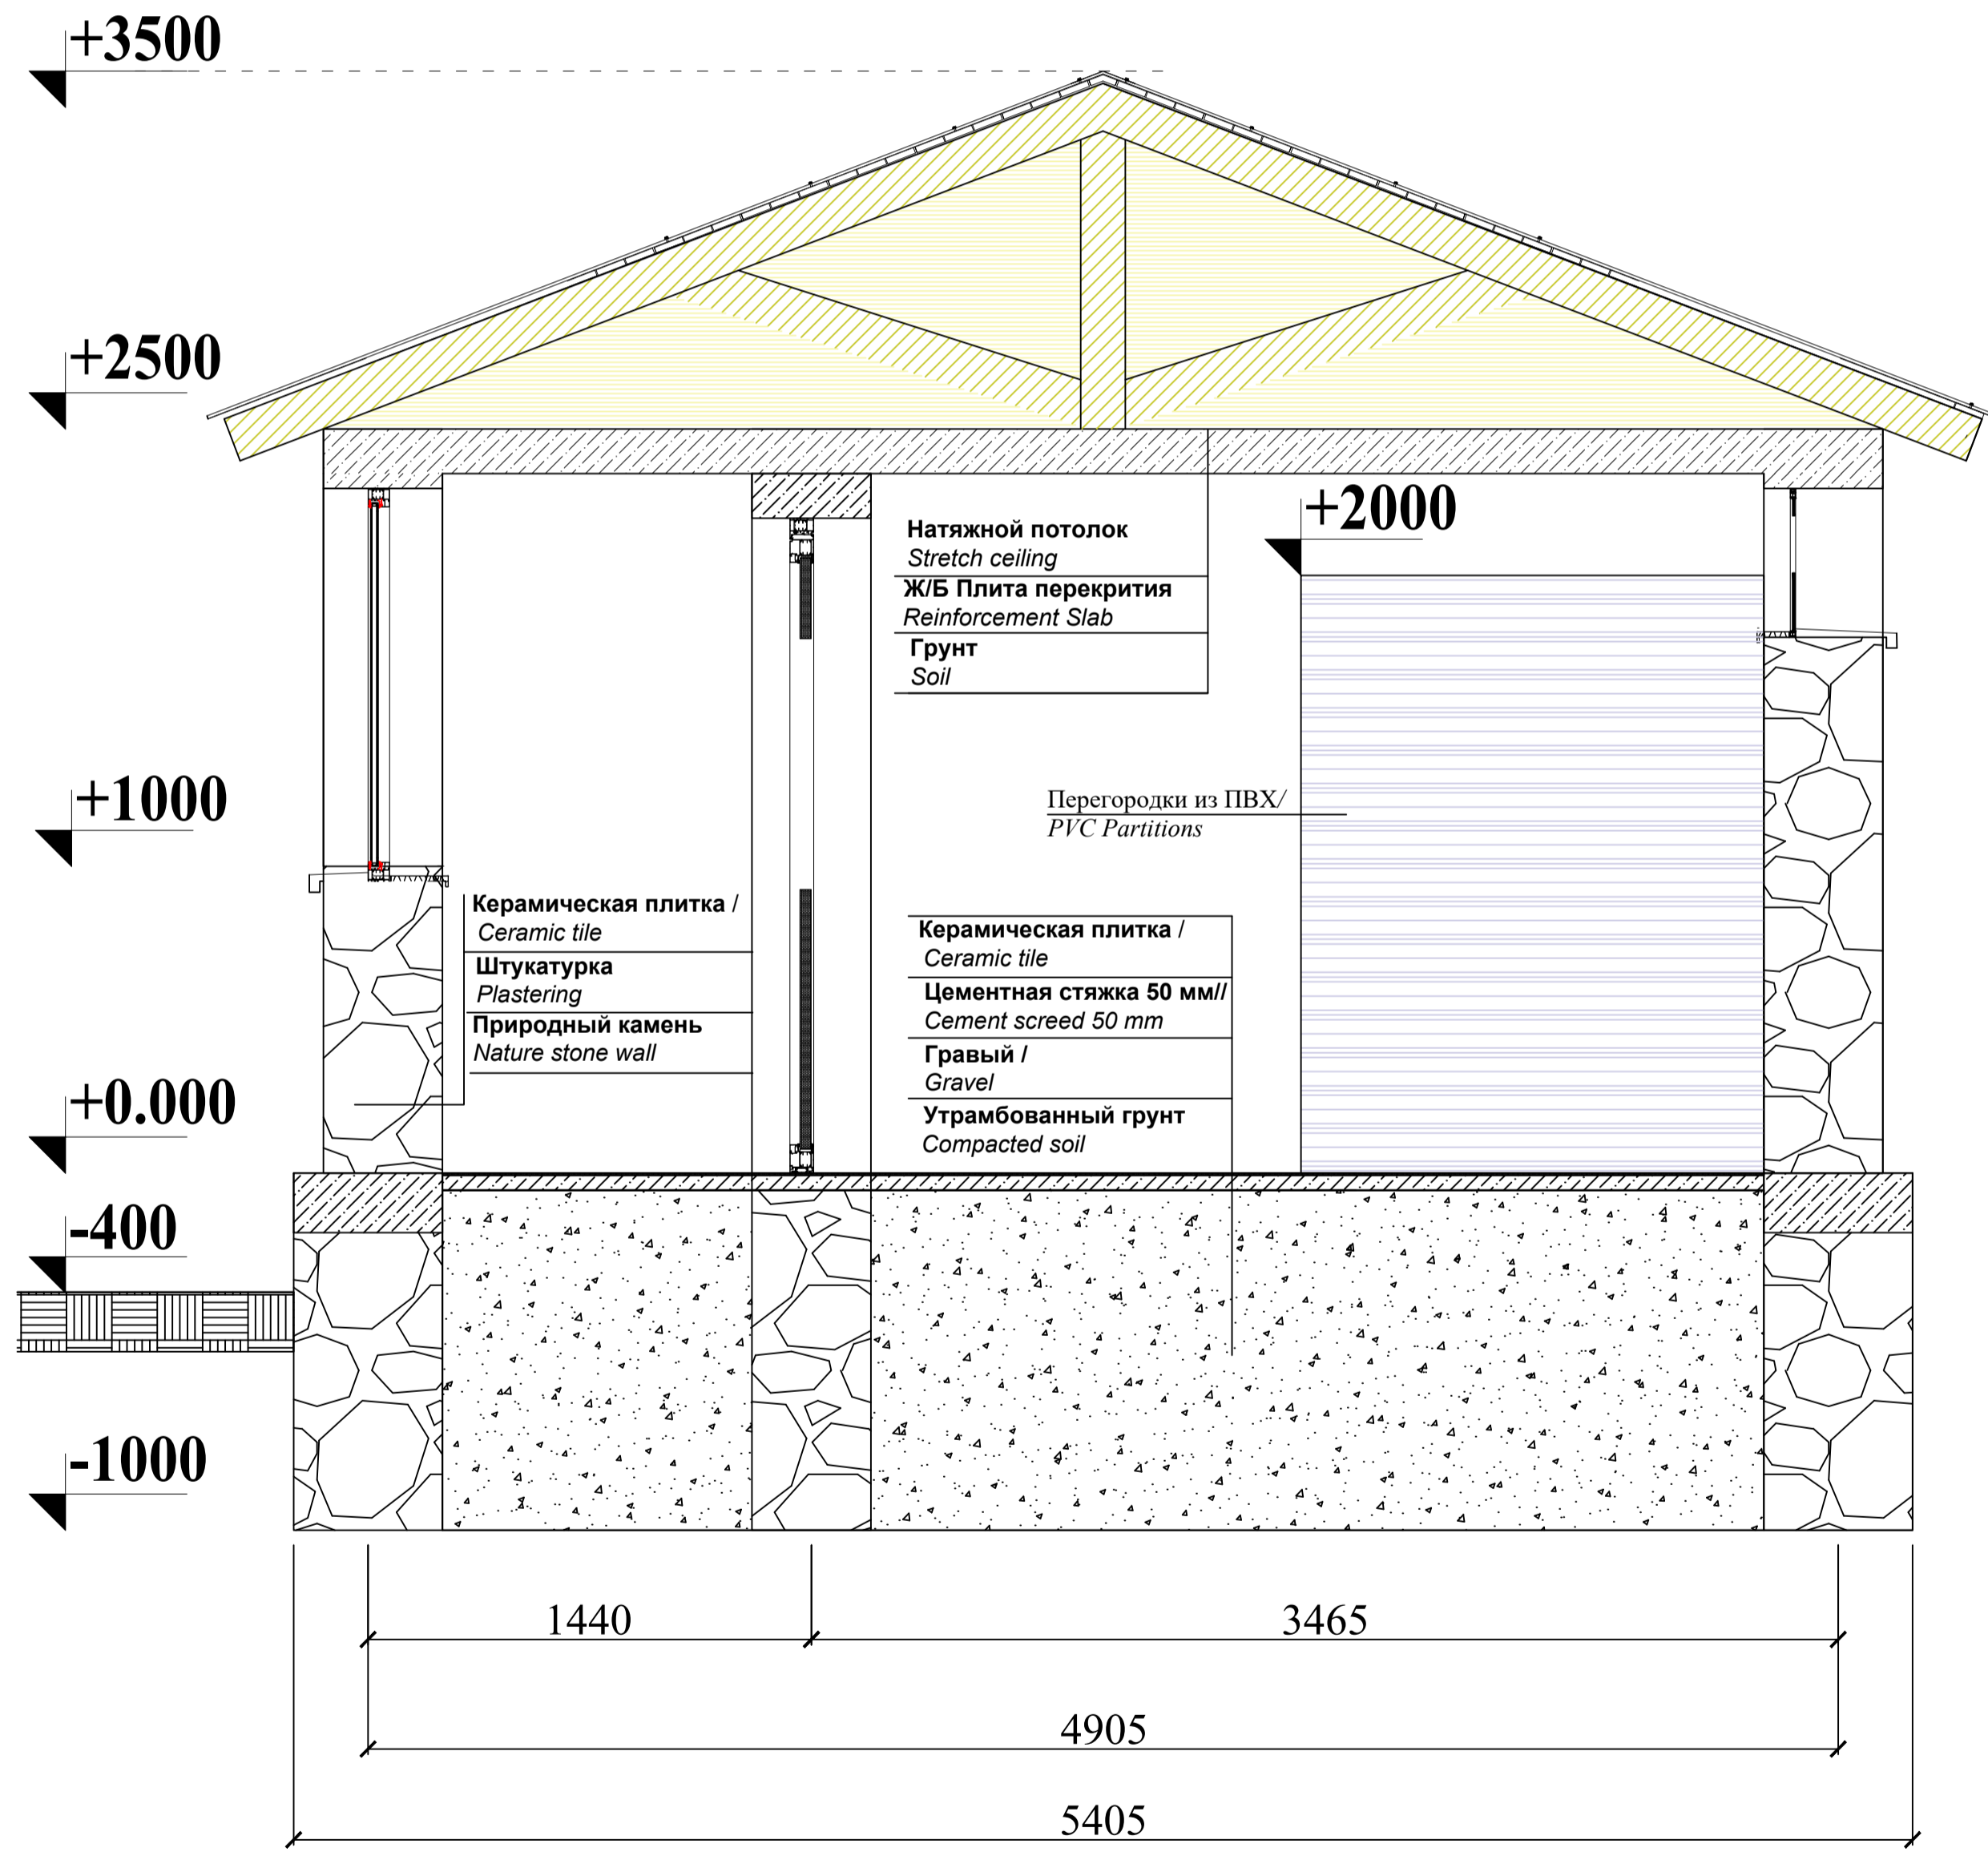 +3500
+2500
+2000
Натяжной потолок
Stretch ceiling
Ж/Б Плита перекрития
Reinforcement Slab
Грунт
Soil
+1000
Перегородки из ПВХ/
PVC Partitions
Керамическая плитка /
Ceramic tile
Штукатурка
Plastering
Природный камень
Nature stone wall
Керамическая плитка /
Ceramic tile
Цементная стяжка 50 мм//
Cement screed 50 mm
Гравый /
Gravel
Утрамбованный грунт
Compacted soil
+0.000
-400
-1000
1440
3465
4905
5405